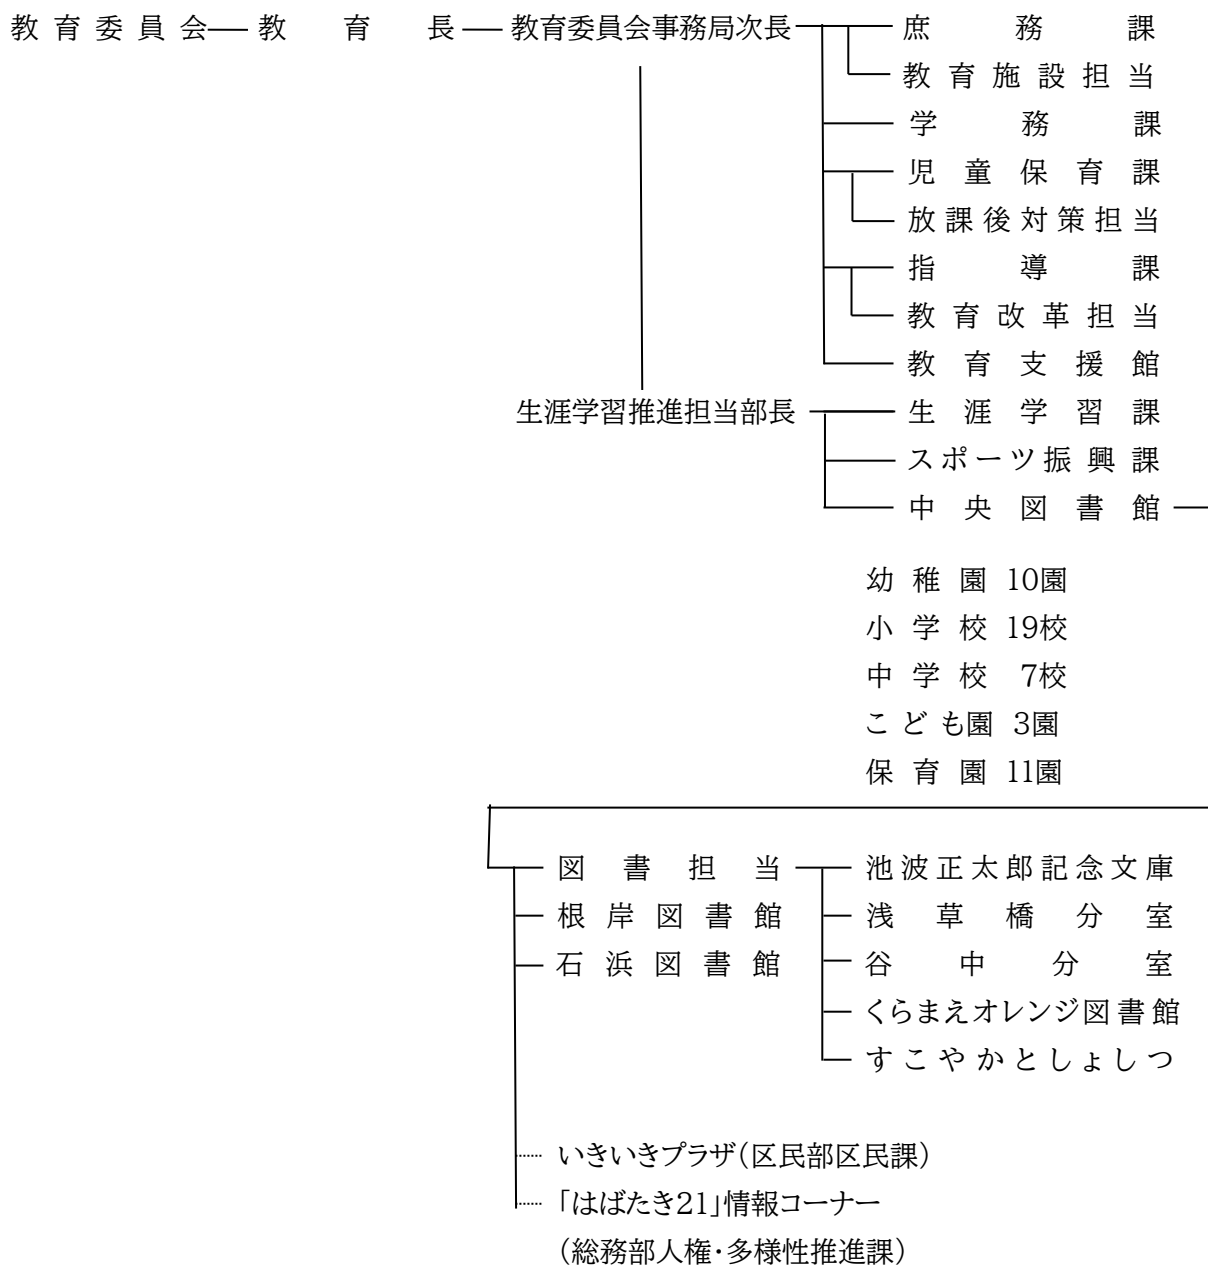 教育委員会 教育長 教育委員会事務局次長 庶務課
教育施設担当
学務課
児童保育課
放課後対策担当
指導課
教育改革担当
教育支援館
生涯学習推進担当部長 生涯学習課
スポーツ振興課
中央図書館
幼稚園 10園
小学校 19校
中学校 7校
こども園 3園
保育園 11園
図書担当 池波正太郎記念文庫
根岸図書館 浅草橋分室
石浜図書館 谷中分室
くらまえオレンジ図書館
すこやかとしょしつ
いきいきプラザ(区民部区民課)
「はばたき21」情報コーナー
(総務部人権・多様性推進課)